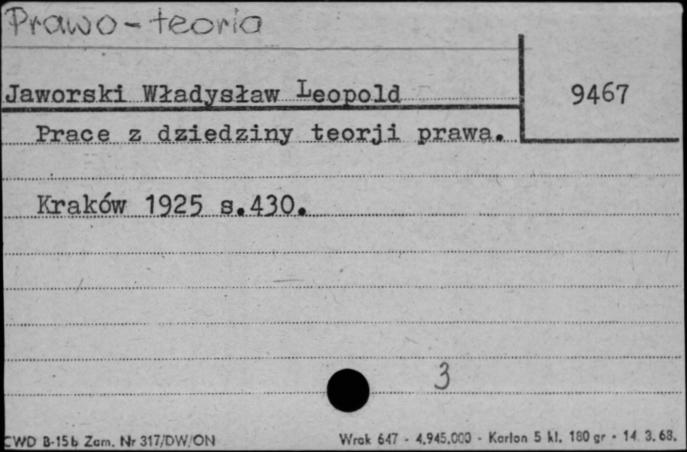 Prawo - teoria
Jaworski Władysław Leopold
9467
Prace z dziedziny teorji prawa.
Kraków 1925 s.430.
3
CWD B-15b Zam. Nr 317/DW/ON
Wrak 647 - 4.945.000 - Karton 5 kl. 180 gr - 14. 3. 68.